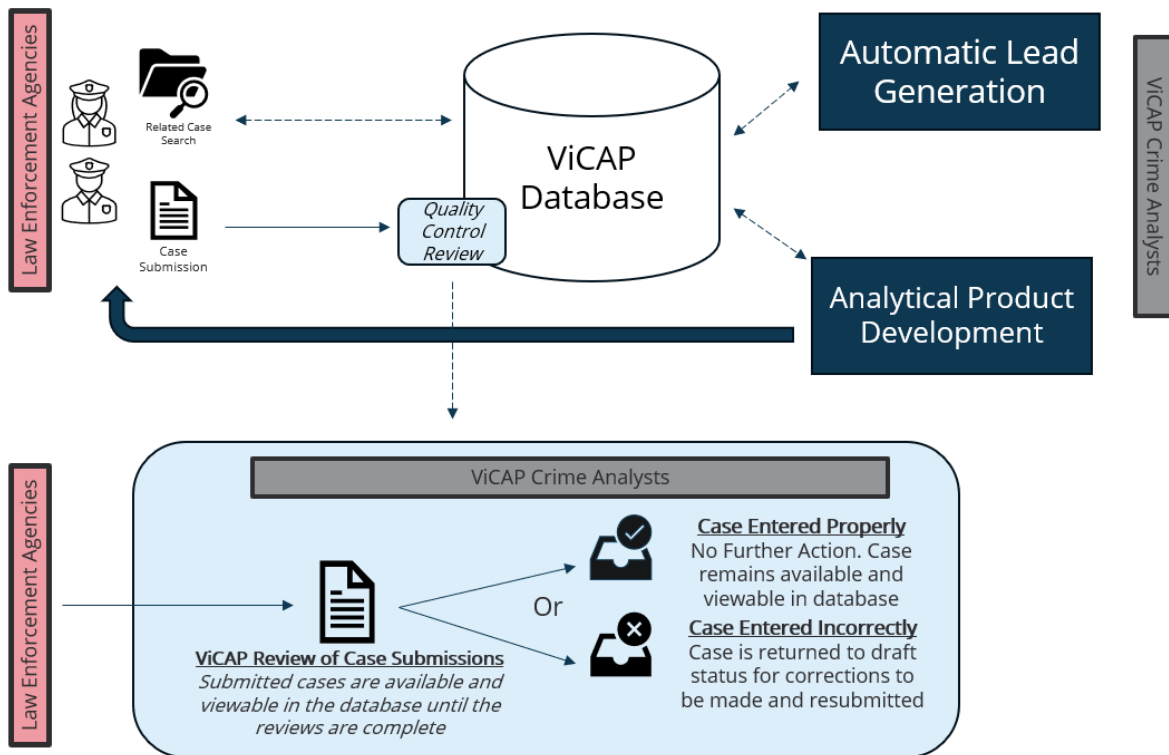 Law Enforcement Agencies
Related Case
Search
Case
Submission
Quality
Control
Review
ViCAP
Database
Automatic Lead
Generation
Analytical Product
Development
ViCAP Crime Analysts
Law Enforcement Agencies
ViCAP Crime Analysts
ViCAP Review of Case Submissions
Submitted cases are available and
viewable in the database until the
reviews are complete
Or
Case Entered Properly
No Further Action. Case
remains available and
viewable in database
Case Entered Incorrectly
Case is returned to draft
status for corrections to
be made and resubmitted